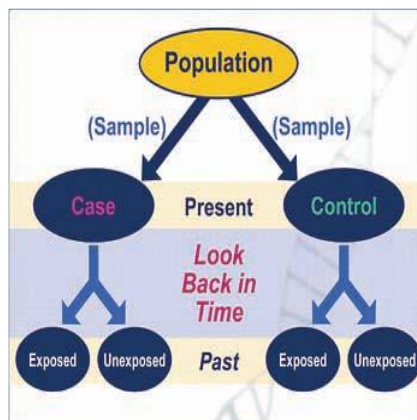 Population
(Sample) (Sample)
Case Present Control
Look
Back in
Time
Exposed Unexposed Past Exposed Unexposed